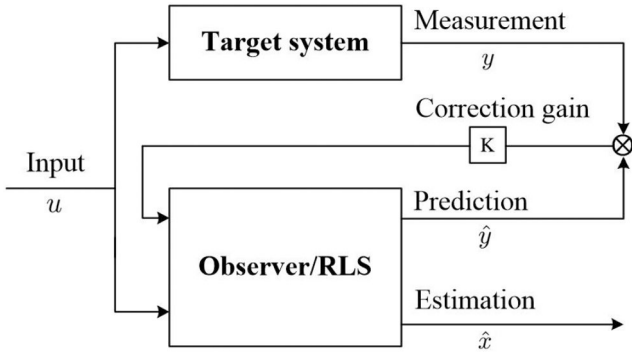 Target system
Measurement
y
Correction gain
K
Input
u
Observer/RLS
Prediction
ŷ
Estimation
x̂